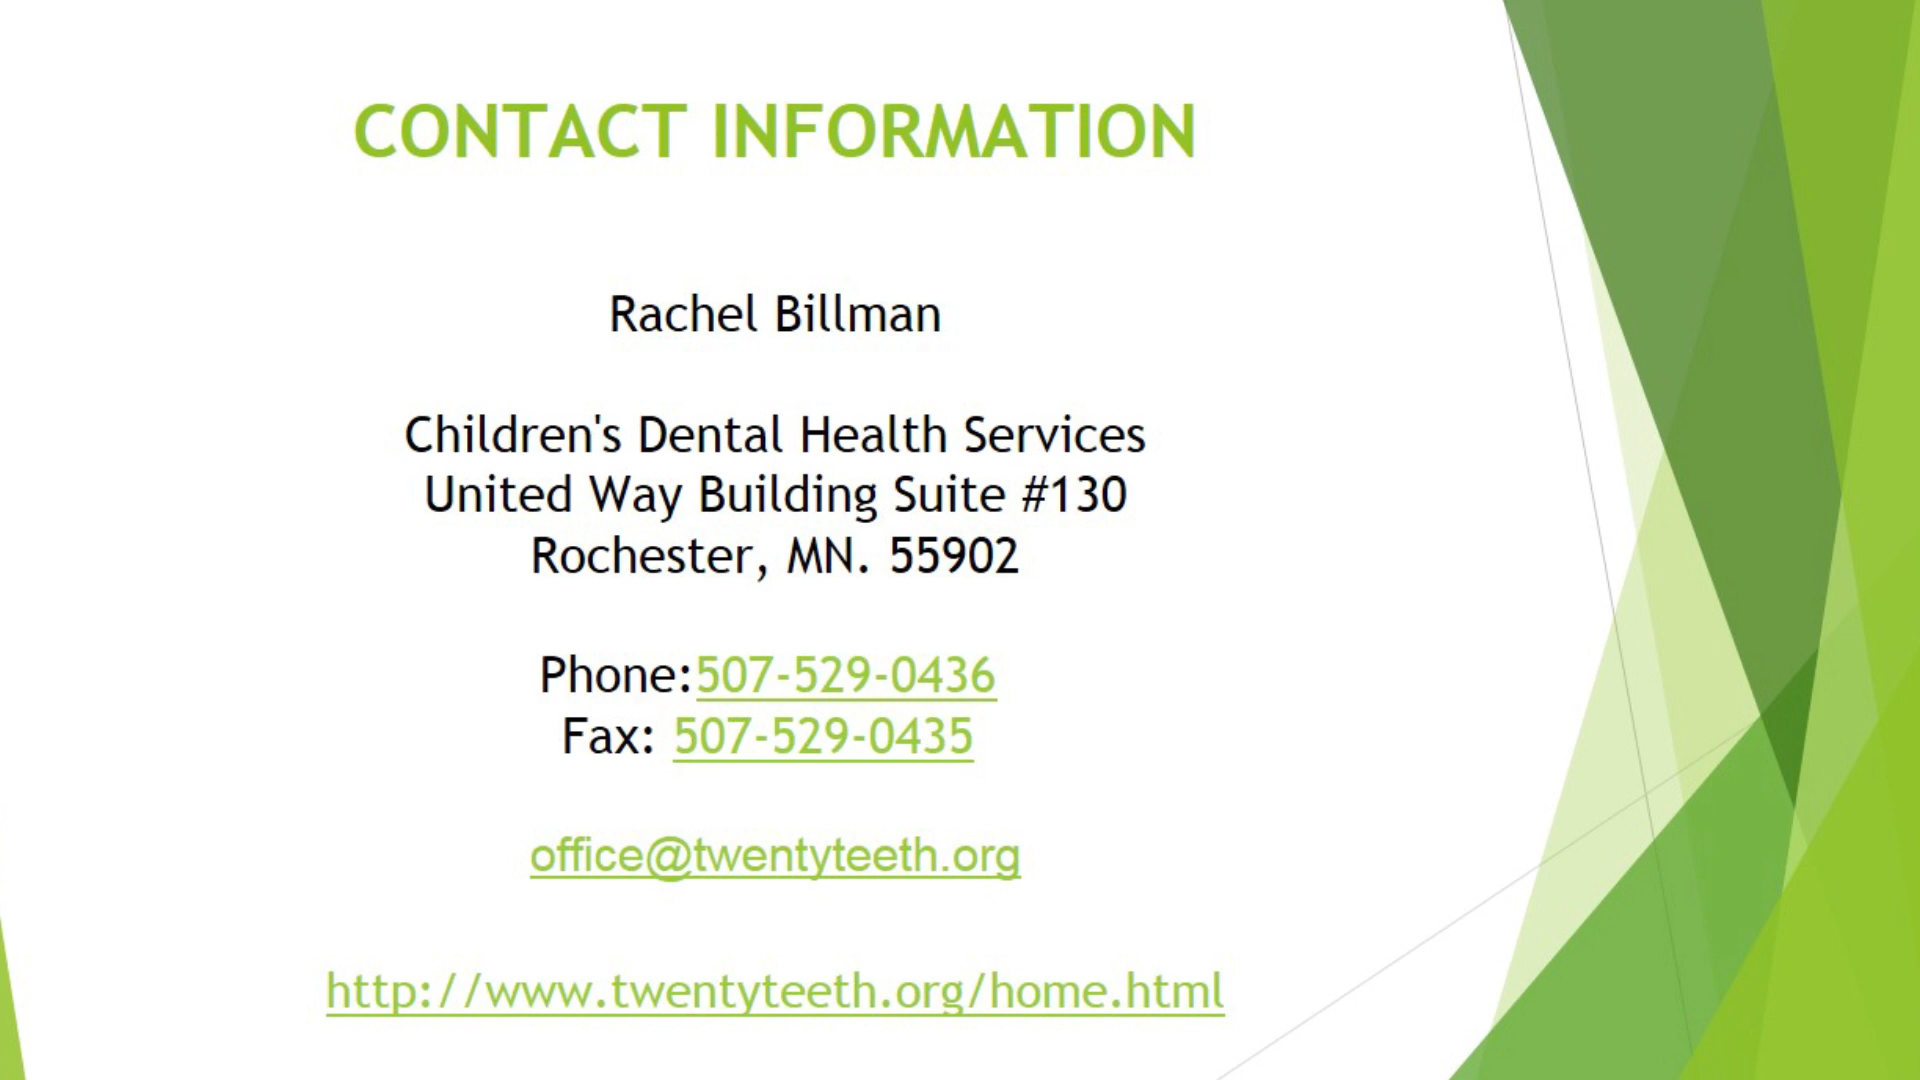 CONTACT INFORMATION
Rachel Billman
Children's Dental Health Services
United Way Building Suite #130
Rochester, MN. 55902
Phone:507-529-0436
Fax: 507-529-0435
office@twentyteeth.org
http://www.twentyteeth.org/home.html